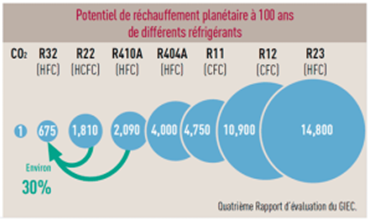 Potentiel de réchauffement planétaire à 100 ans
de différents réfrigérants
CO₂ R32 R22 R410A R404A R11 R12 R23
(HFC) (HCFC) (HFC) (HFC) (CFC) (CFC) (HFC)
1 675 1,810 2,090 4,000 4,750 10,900 14,800
Environ
30%
Quatrième Rapport d'évaluation du GIEC.